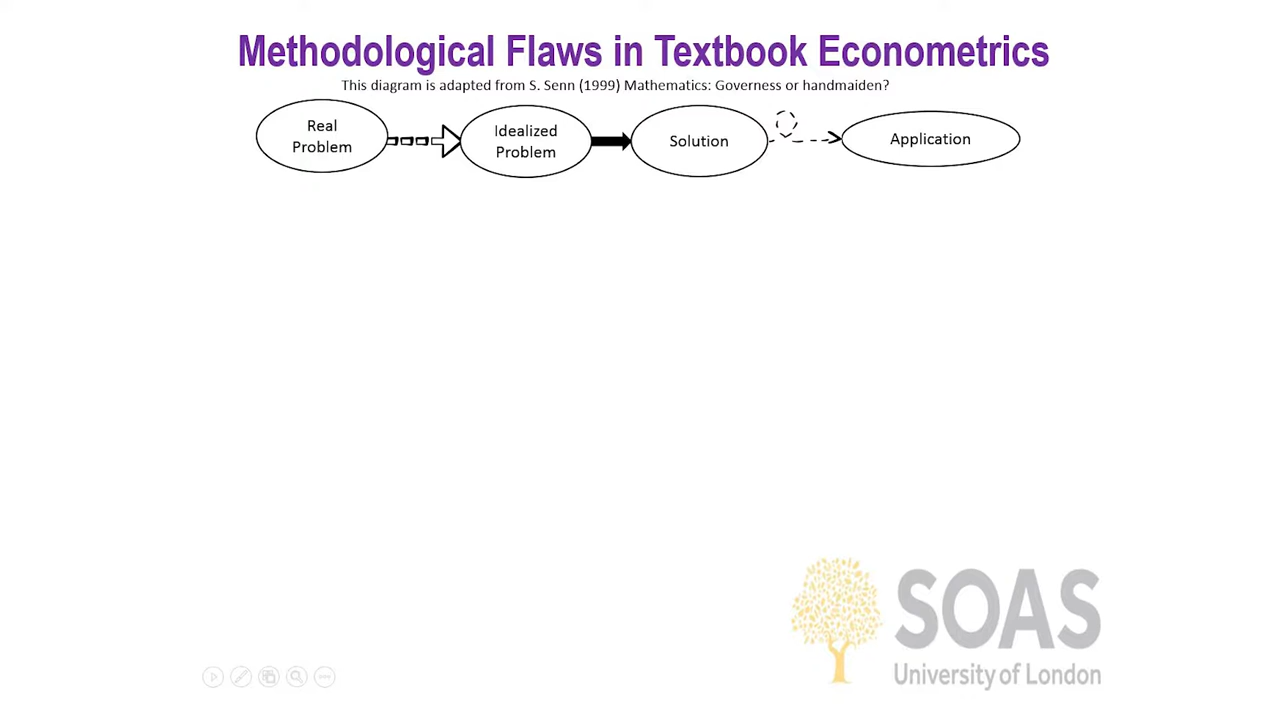 Methodological Flaws in Textbook Econometrics
This diagram is adapted from S. Senn (1999) Mathematics: Governess or handmaiden?
Real
Problem
Idealized
Problem
Solution
Application
SOAS
University of London